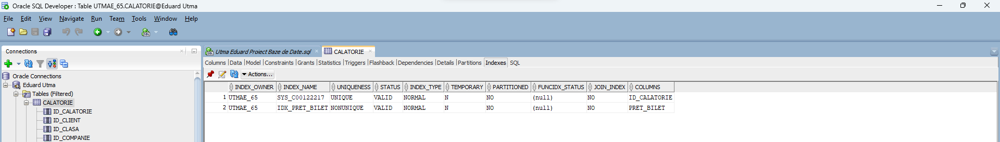 Oracle SQL Developer : Table UTMAE_65.CALATORIE@Eduard Utma
File Edit View Navigate Run Team Tools Window Help
Connections
Oracle Connections
Eduard Utma
Tables (Filtered)
CALATORIE
ID_CALATORIE
ID_CLIENT
ID_CLASA
ID_COMPANIE
Utma Eduard Proiect Baze de Date.sql CALATORIE
Columns Data Model Constraints Grants Statistics Triggers Flashback Dependencies Details Partitions Indexes SQL
Actions...
INDEX_OWNER INDEX_NAME UNIQUENESS STATUS INDEX_TYPE TEMPORARY PARTITIONED FUNCIDX_STATUS JOIN_INDEX COLUMNS
1 UTMAE_65 SYS_C00122217 UNIQUE VALID NORMAL N NO (null) NO ID_CALATORIE
2 UTMAE_65 IDX_PRET_BILET NONUNIQUE VALID NORMAL N NO (null) NO PRET_BILET